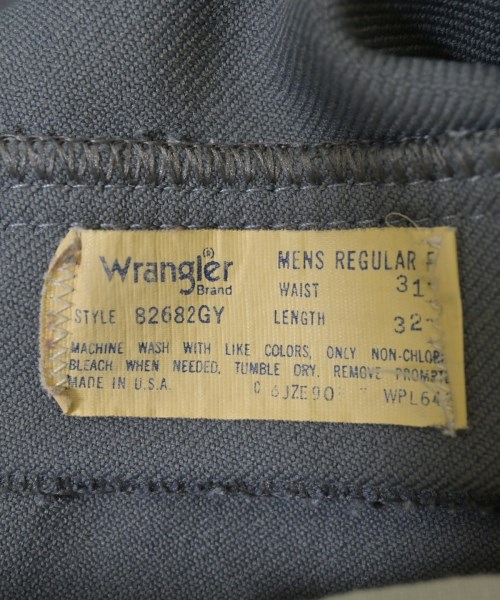 Wrangler®
Brand
MENS REGULAR F
WAIST 31
STYLE 82682GY
LENGTH 32
MACHINE WASH WITH LIKE COLORS, ONLY NON-CHLOR
BLEACH WHEN NEEDED, TUMBLE DRY. REMOVE PROMPT
MADE IN U.S.A. WPL64